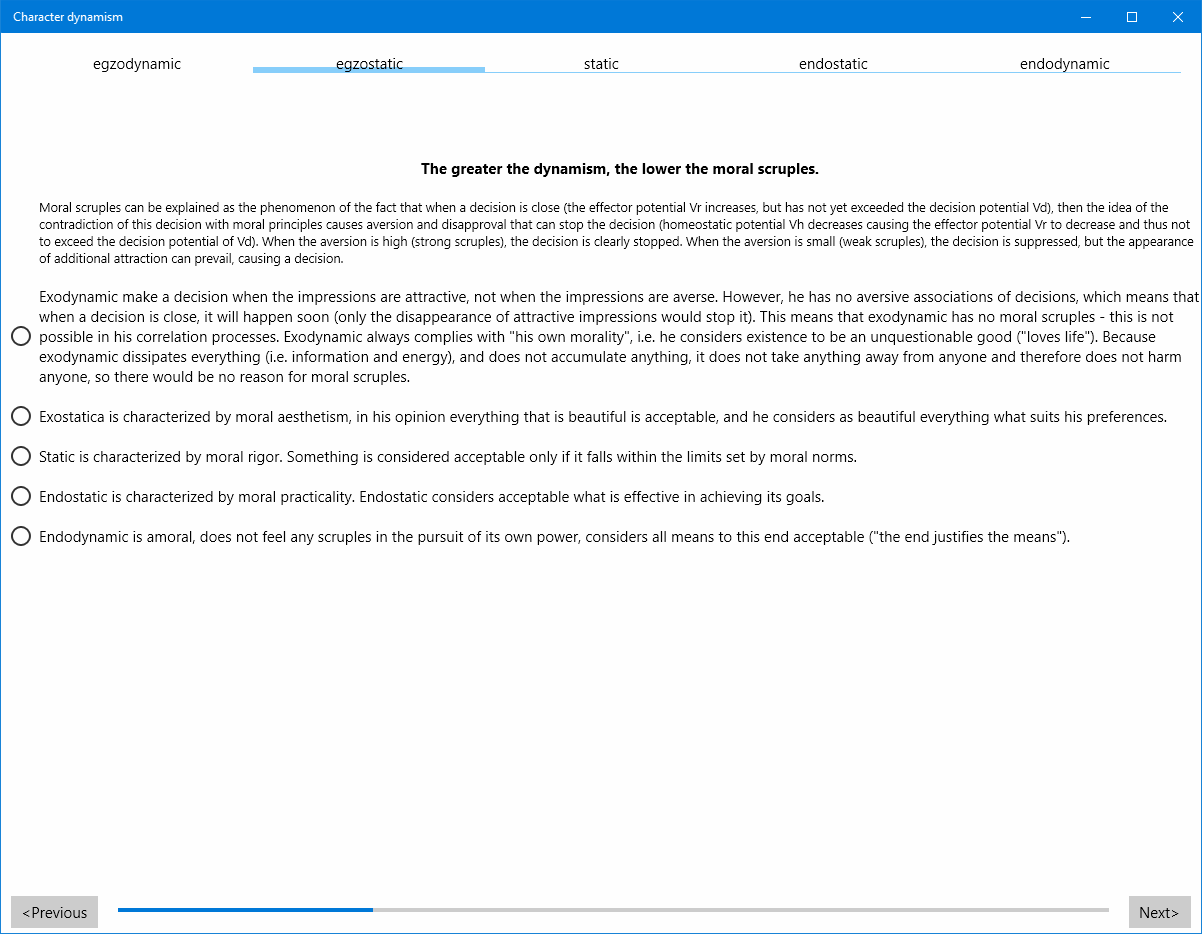 Character dynamism
egzodynamic egzostatic static endostatic endodynamic
The greater the dynamism, the lower the moral scruples.
Moral scruples can be explained as the phenomenon of the fact that when a decision is close (the effector potential Vr increases, but has not yet exceeded the decision potential Vd), then the idea of the
contradiction of this decision with moral principles causes aversion and disapproval that can stop the decision (homeostatic potential Vh decreases causing the effector potential Vr to decrease and thus not
to exceed the decision potential of Vd). When the aversion is high (strong scruples), the decision is clearly stopped. When the aversion is small (weak scruples), the decision is suppressed, but the appearance
of additional attraction can prevail, causing a decision.
Exodynamic make a decision when the impressions are attractive, not when the impressions are averse. However, he has no aversive associations of decisions, which means that
when a decision is close, it will happen soon (only the disappearance of attractive impressions would stop it). This means that exodynamic has no moral scruples - this is not
possible in his correlation processes. Exodynamic always complies with "his own morality", i.e. he considers existence to be an unquestionable good ("loves life"). Because
exodynamic dissipates everything (i.e. information and energy), and does not accumulate anything, it does not take anything away from anyone and therefore does not harm
anyone, so there would be no reason for moral scruples.
Exostatica is characterized by moral aesthetism, in his opinion everything that is beautiful is acceptable, and he considers as beautiful everything what suits his preferences.
Static is characterized by moral rigor. Something is considered acceptable only if it falls within the limits set by moral norms.
Endostatic is characterized by moral practicality. Endostatic considers acceptable what is effective in achieving its goals.
Endodynamic is amoral, does not feel any scruples in the pursuit of its own power, considers all means to this end acceptable ("the end justifies the means").
<Previous
Next>